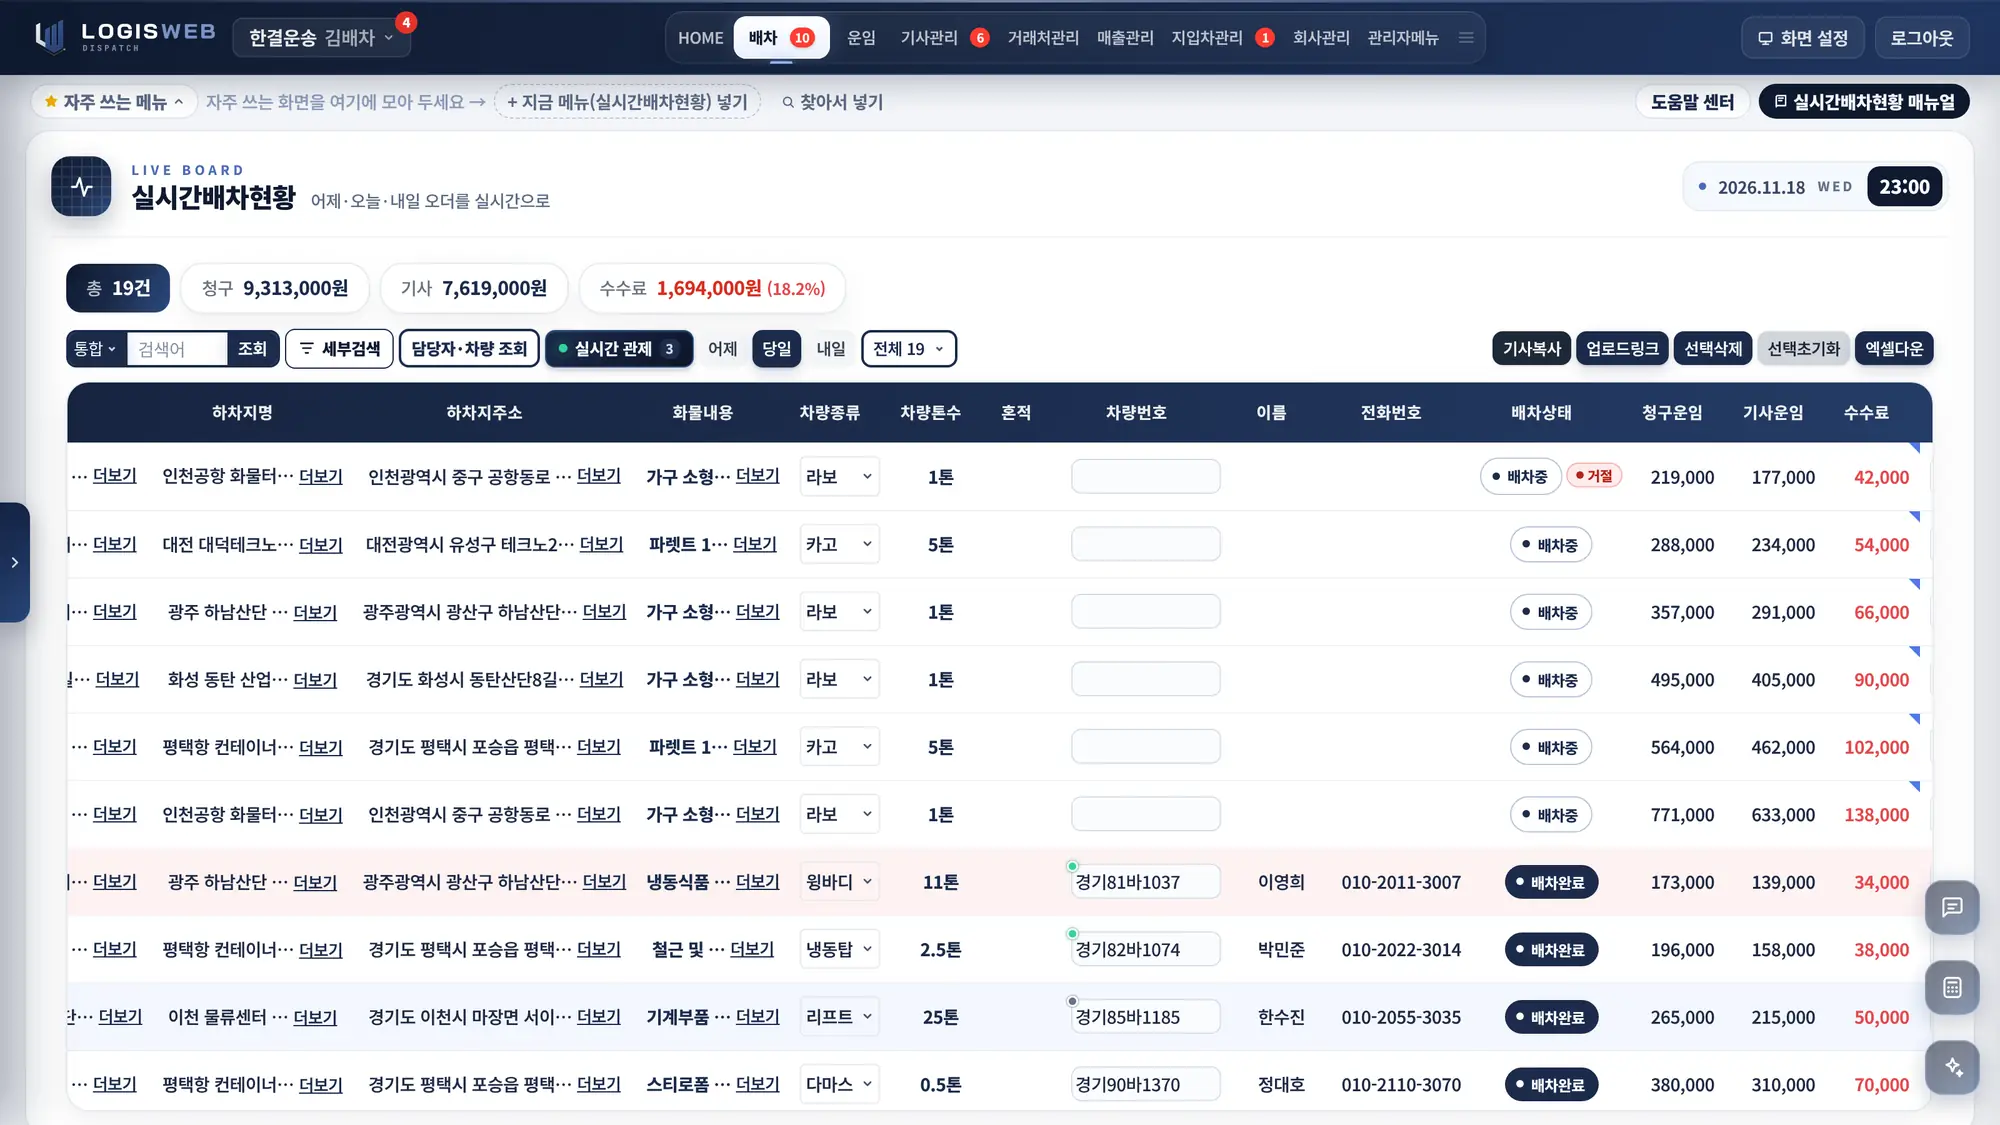 LOGISWEB
DISPATCH
한결운송 김배차
4
HOME 배차 10 운임 기사관리 6 거래처관리 매출관리 지입차관리 1 회사관리 관리자메뉴
화면 설정
로그아웃
자주 쓰는 메뉴
자주 쓰는 화면을 여기에 모아 두세요 →
+ 지금 메뉴(실시간배차현황) 넣기
찾아서 넣기
도움말 센터
실시간배차현황 매뉴얼
LIVE BOARD
실시간배차현황 어제·오늘·내일 오더를 실시간으로
2026.11.18 WED 23:00
총 19건
청구 9,313,000원
기사 7,619,000원
수수료 1,694,000원 (18.2%)
통합 검색어 조회 세부검색 담당자·차량 조회 실시간 관제 3 어제 당일 내일 전체 19
기사복사 업로드링크 선택삭제 선택초기화 엑셀다운
하차지명 하차지주소 화물내용 차량종류 차량톤수 혼적 차량번호 이름 전화번호 배차상태 청구운임 기사운임 수수료
… 더보기 인천공항 화물터… 더보기 인천광역시 중구 공항동로 … 더보기 가구 소형… 더보기 라보 1톤 배차중 거절 219,000 177,000 42,000
… 더보기 대전 대덕테크노… 더보기 대전광역시 유성구 테크노2… 더보기 파렛트 1… 더보기 카고 5톤 배차중 288,000 234,000 54,000
… 더보기 광주 하남산단 … 더보기 광주광역시 광산구 하남산단… 더보기 가구 소형… 더보기 라보 1톤 배차중 357,000 291,000 66,000
… 더보기 화성 동탄 산업… 더보기 경기도 화성시 동탄산단8길… 더보기 가구 소형… 더보기 라보 1톤 배차중 495,000 405,000 90,000
… 더보기 평택항 컨테이너… 더보기 경기도 평택시 포승읍 평택… 더보기 파렛트 1… 더보기 카고 5톤 배차중 564,000 462,000 102,000
… 더보기 인천공항 화물터… 더보기 인천광역시 중구 공항동로 … 더보기 가구 소형… 더보기 라보 1톤 배차중 771,000 633,000 138,000
… 더보기 광주 하남산단 … 더보기 광주광역시 광산구 하남산단… 더보기 냉동식품 … 더보기 윙바디 11톤 경기81바1037 이영희 010-2011-3007 배차완료 173,000 139,000 34,000
… 더보기 평택항 컨테이너… 더보기 경기도 평택시 포승읍 평택… 더보기 철근 및 … 더보기 냉동탑 2.5톤 경기82바1074 박민준 010-2022-3014 배차완료 196,000 158,000 38,000
… 더보기 이천 물류센터 … 더보기 경기도 이천시 마장면 서이… 더보기 기계부품 … 더보기 리프트 25톤 경기85바1185 한수진 010-2055-3035 배차완료 265,000 215,000 50,000
… 더보기 평택항 컨테이너… 더보기 경기도 평택시 포승읍 평택… 더보기 스티로폼 … 더보기 다마스 0.5톤 경기90바1370 정대호 010-2110-3070 배차완료 380,000 310,000 70,000